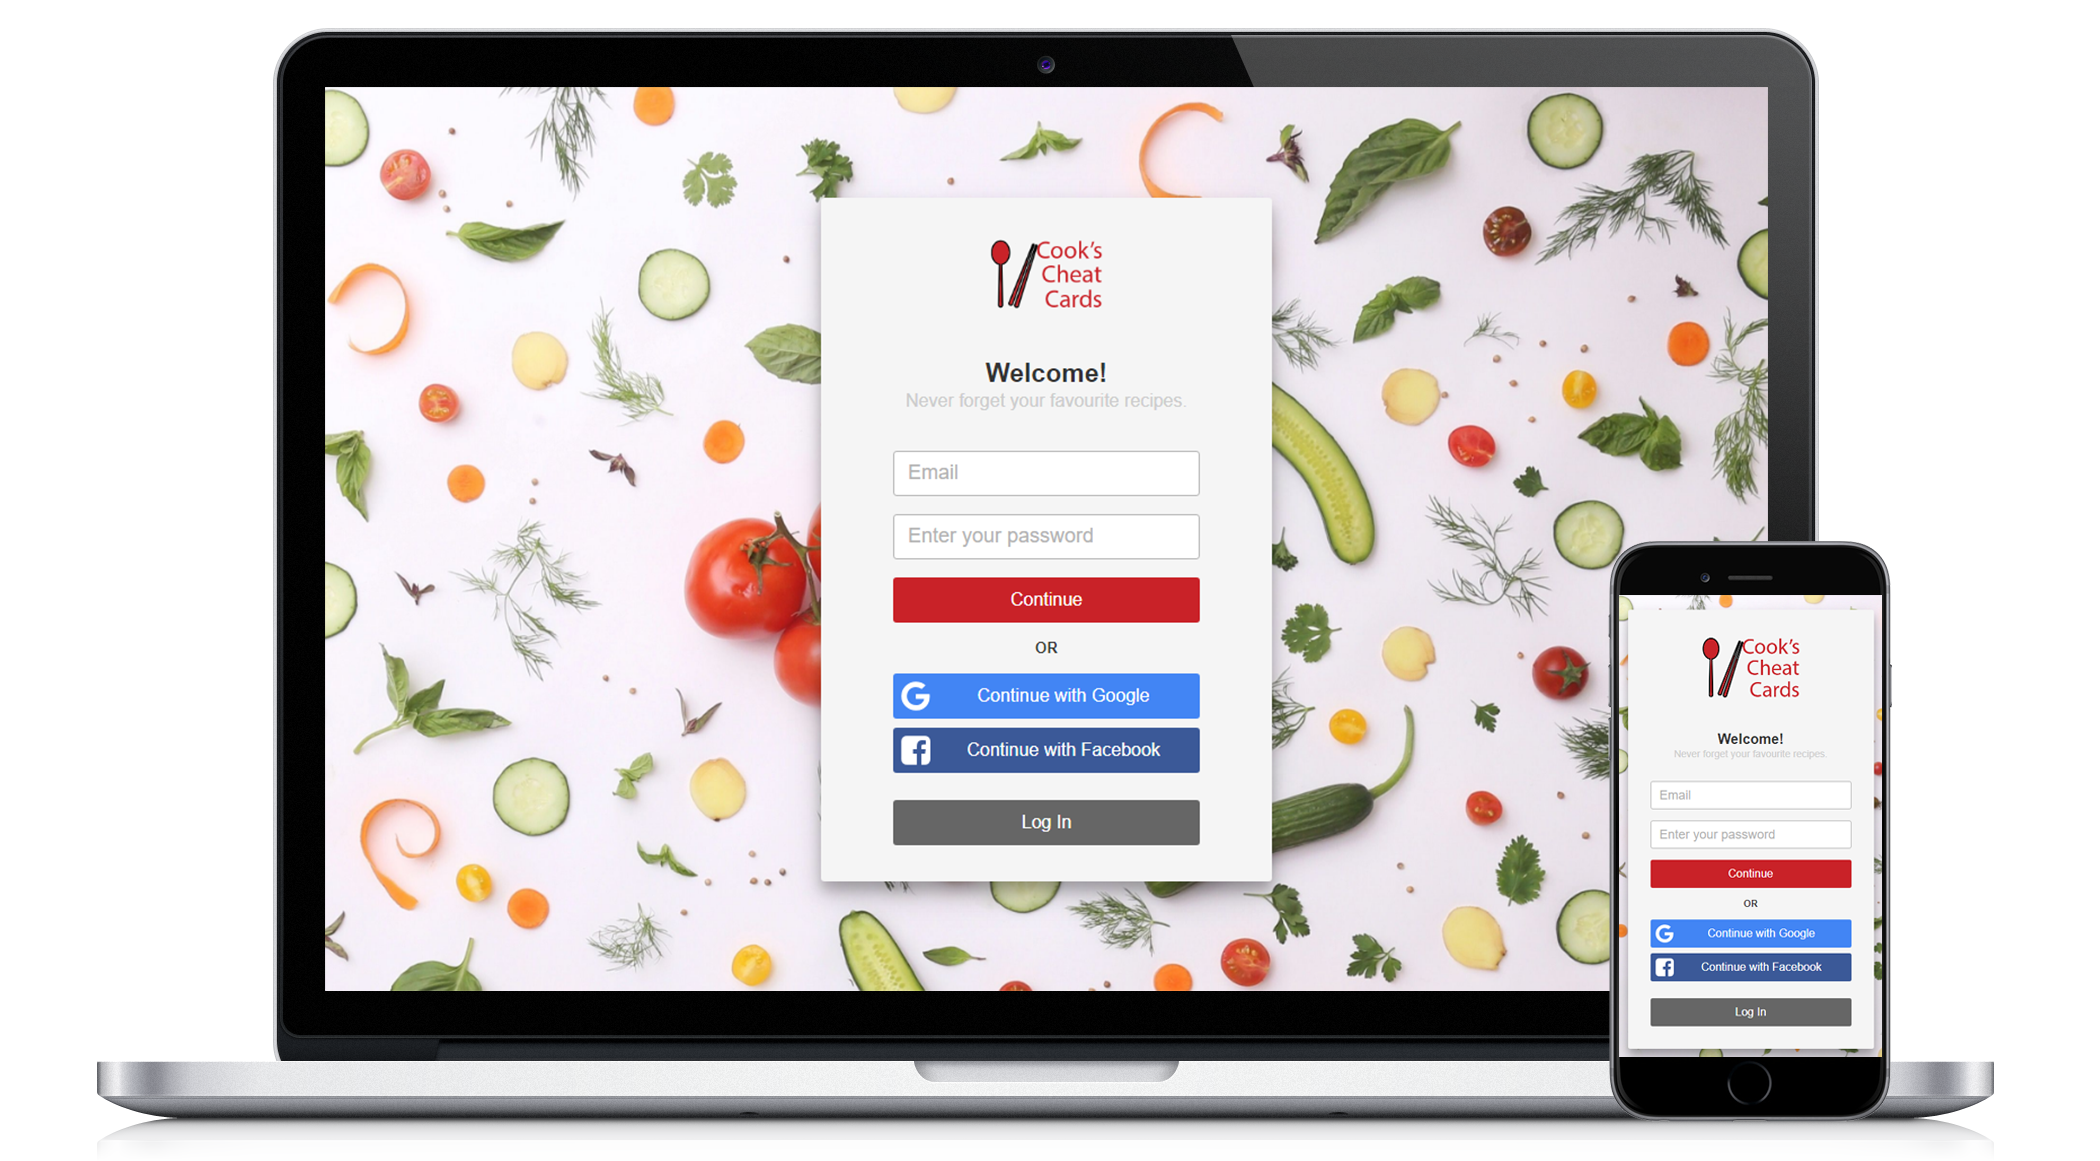 Cook's
Cheat
Cards
Welcome!
Never forget your favourite recipes.
Email
Enter your password
Continue
OR
Continue with Google
Continue with Facebook
Log In
Cook's
Cheat
Cards
Welcome!
Never forget your favourite recipes.
Email
Enter your password
Continue
OR
Continue with Google
Continue with Facebook
Log In